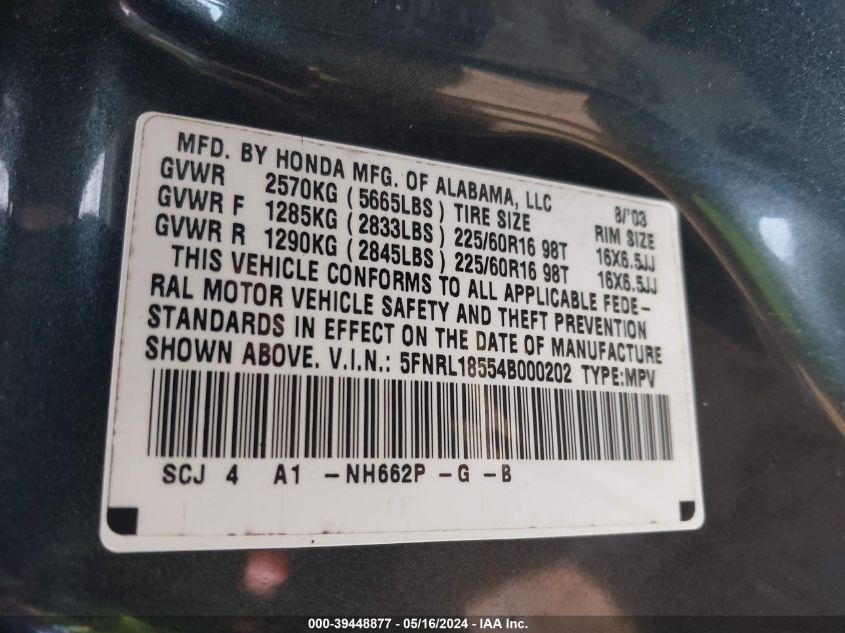 MFD. BY HONDA MFG. OF ALABAMA, LLC 8/'03
GVWR 2570KG ( 5665LBS ) TIRE SIZE RIM SIZE
GVWR F 1285KG ( 2833LBS ) 225/60R16 98T 16X6.5JJ
GVWR R 1290KG ( 2845LBS ) 225/60R16 98T 16X6.5JJ
THIS VEHICLE CONFORMS TO ALL APPLICABLE FEDE-
RAL MOTOR VEHICLE SAFETY AND THEFT PREVENTION
STANDARDS IN EFFECT ON THE DATE OF MANUFACTURE
SHOWN ABOVE. V.I.N.: 5FNRL18554B000202 TYPE:MPV
SCJ 4 A1 -NH662P -G -B
000-39448877 - 05/16/2024 - IAA Inc.